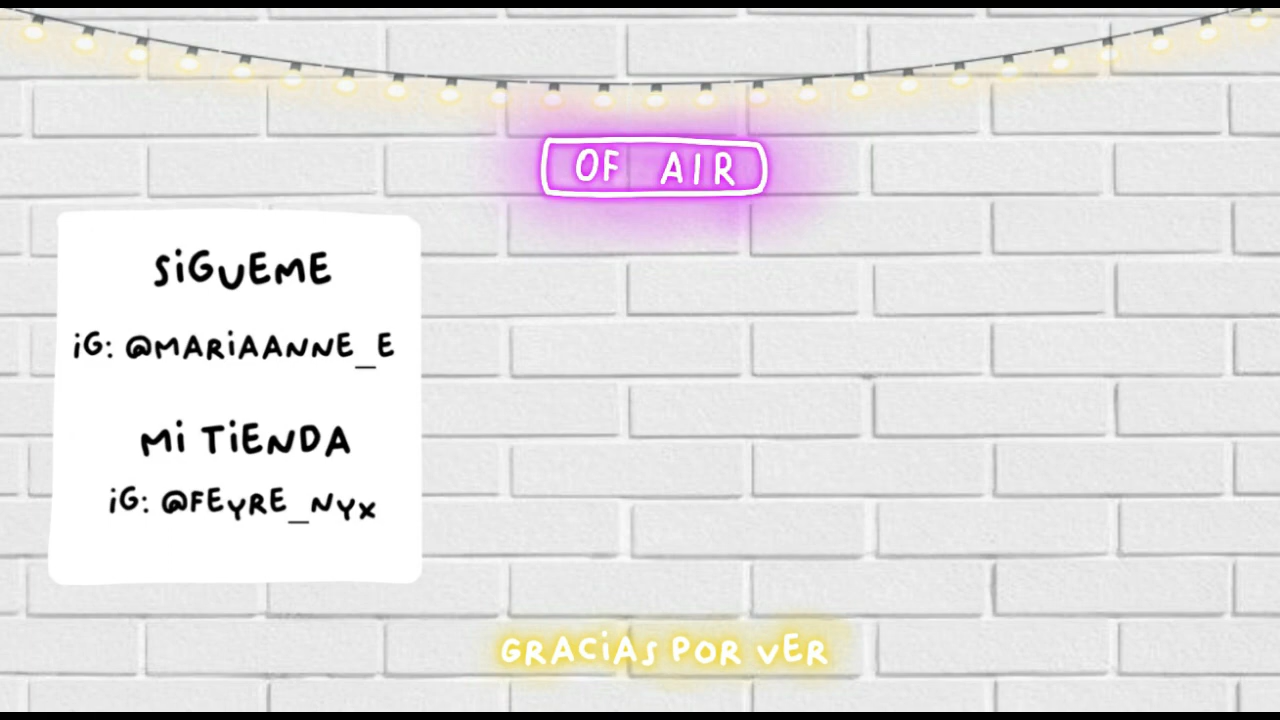 OF AIR
SiGUEME
iG: @MARiAANNE_E
Mi TiENDA
iG: @FEYRE_NYX
GRACiAS POR VER